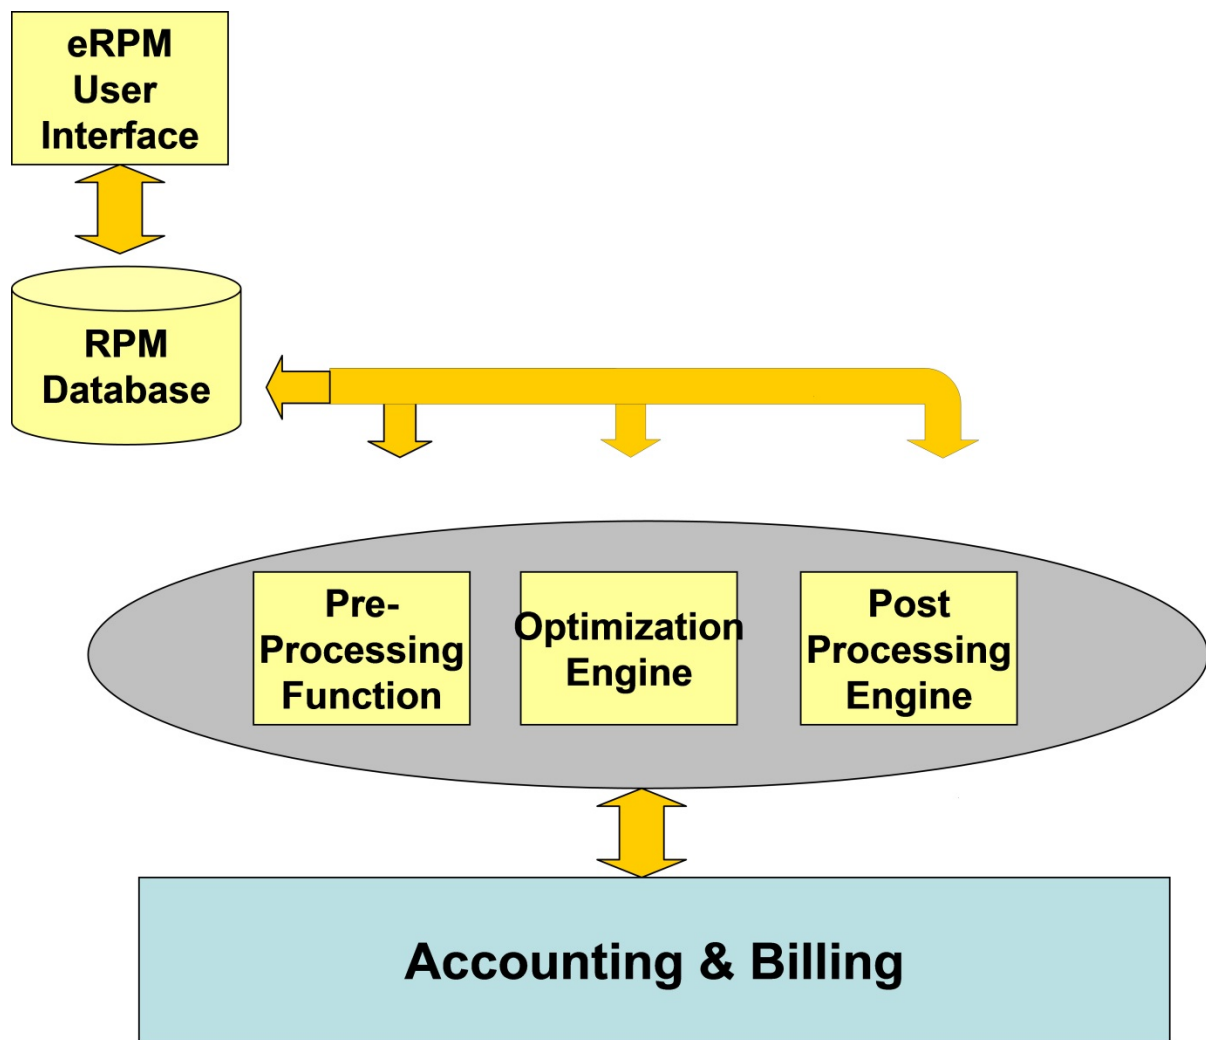 eRPM
User
Interface
RPM
Database
Pre-
Processing
Function
Optimization
Engine
Post
Processing
Engine
Accounting & Billing